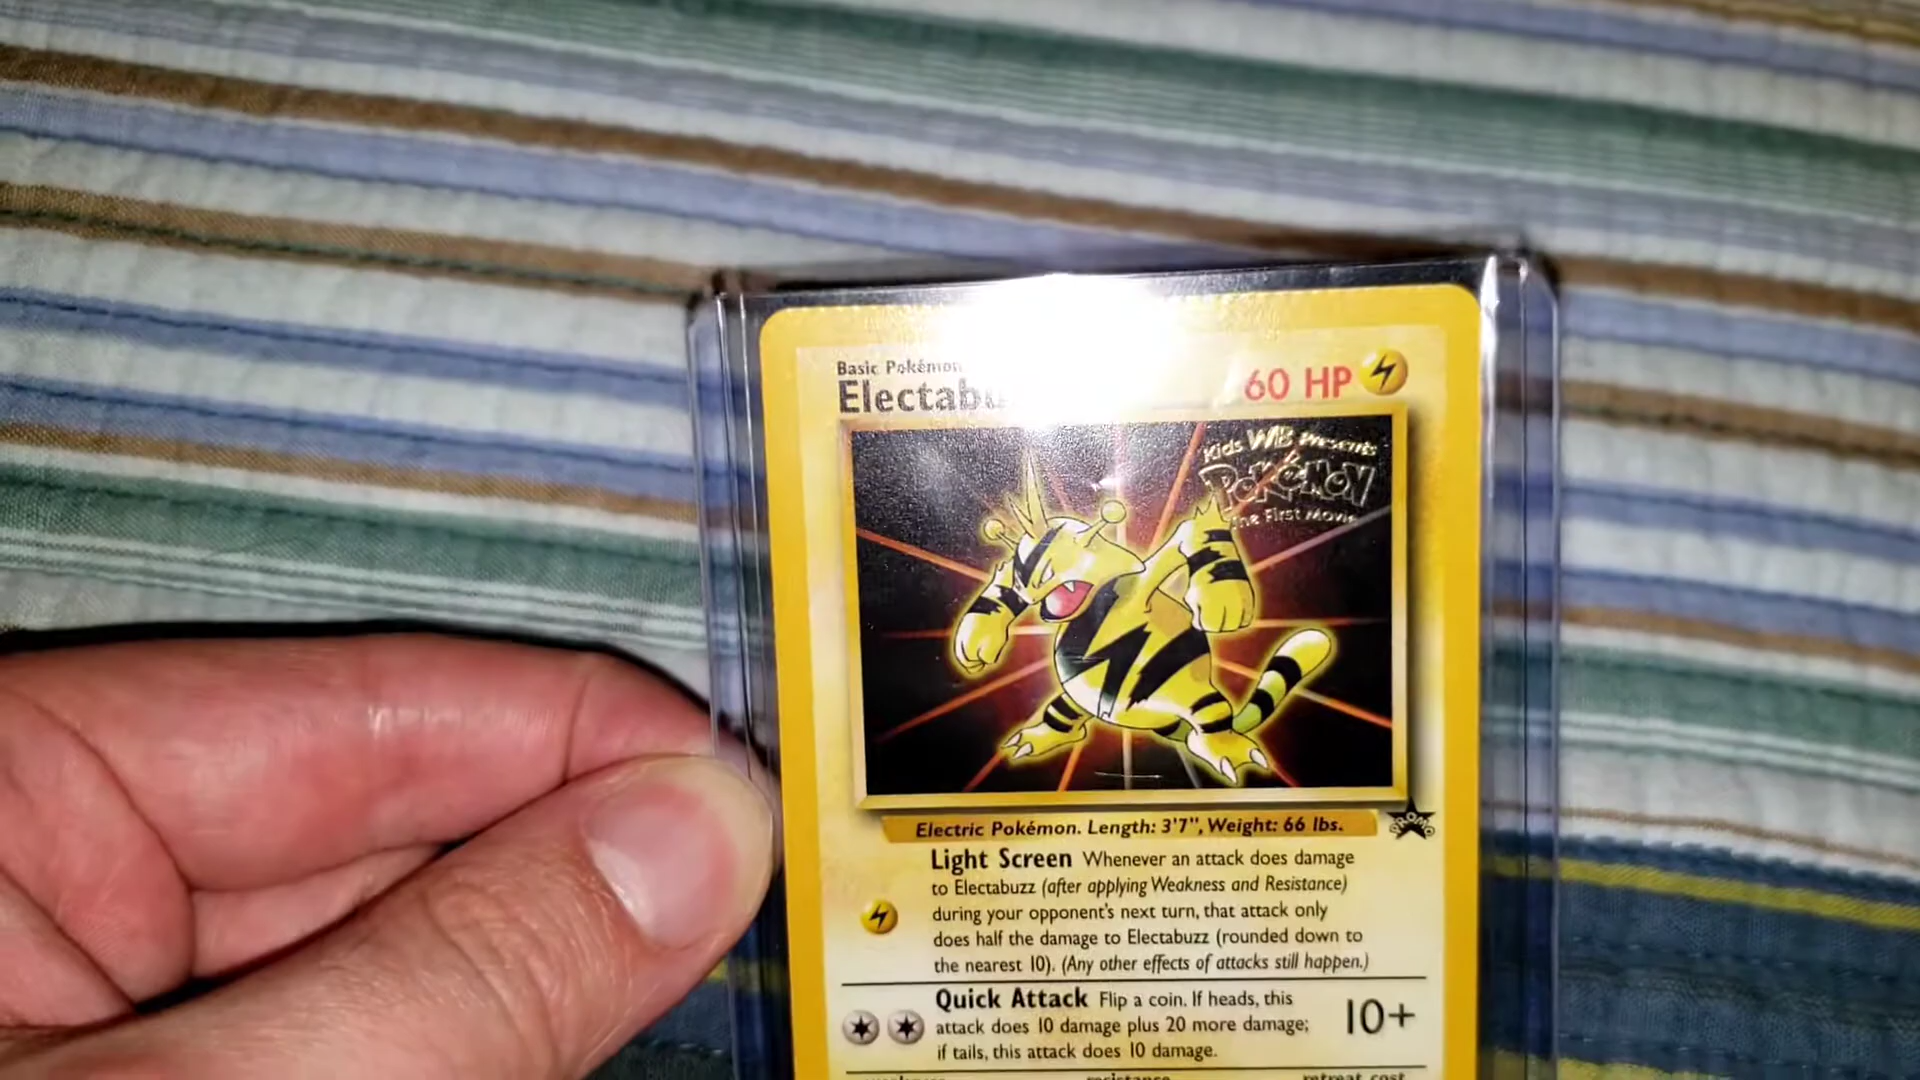 Basic Pokémon
60 HP
Kids WB Presents
POKéMON
The First Movie
Electric Pokémon. Length: 3'7", Weight: 66 lbs.
PROMO
Light Screen Whenever an attack does damage
to Electabuzz (after applying Weakness and Resistance)
during your opponent's next turn, that attack only
does half the damage to Electabuzz (rounded down to
the nearest 10). (Any other effects of attacks still happen.)
Quick Attack Flip a coin. If heads, this
attack does 10 damage plus 20 more damage;
if tails, this attack does 10 damage.
10+
weakness resistance retreat cost